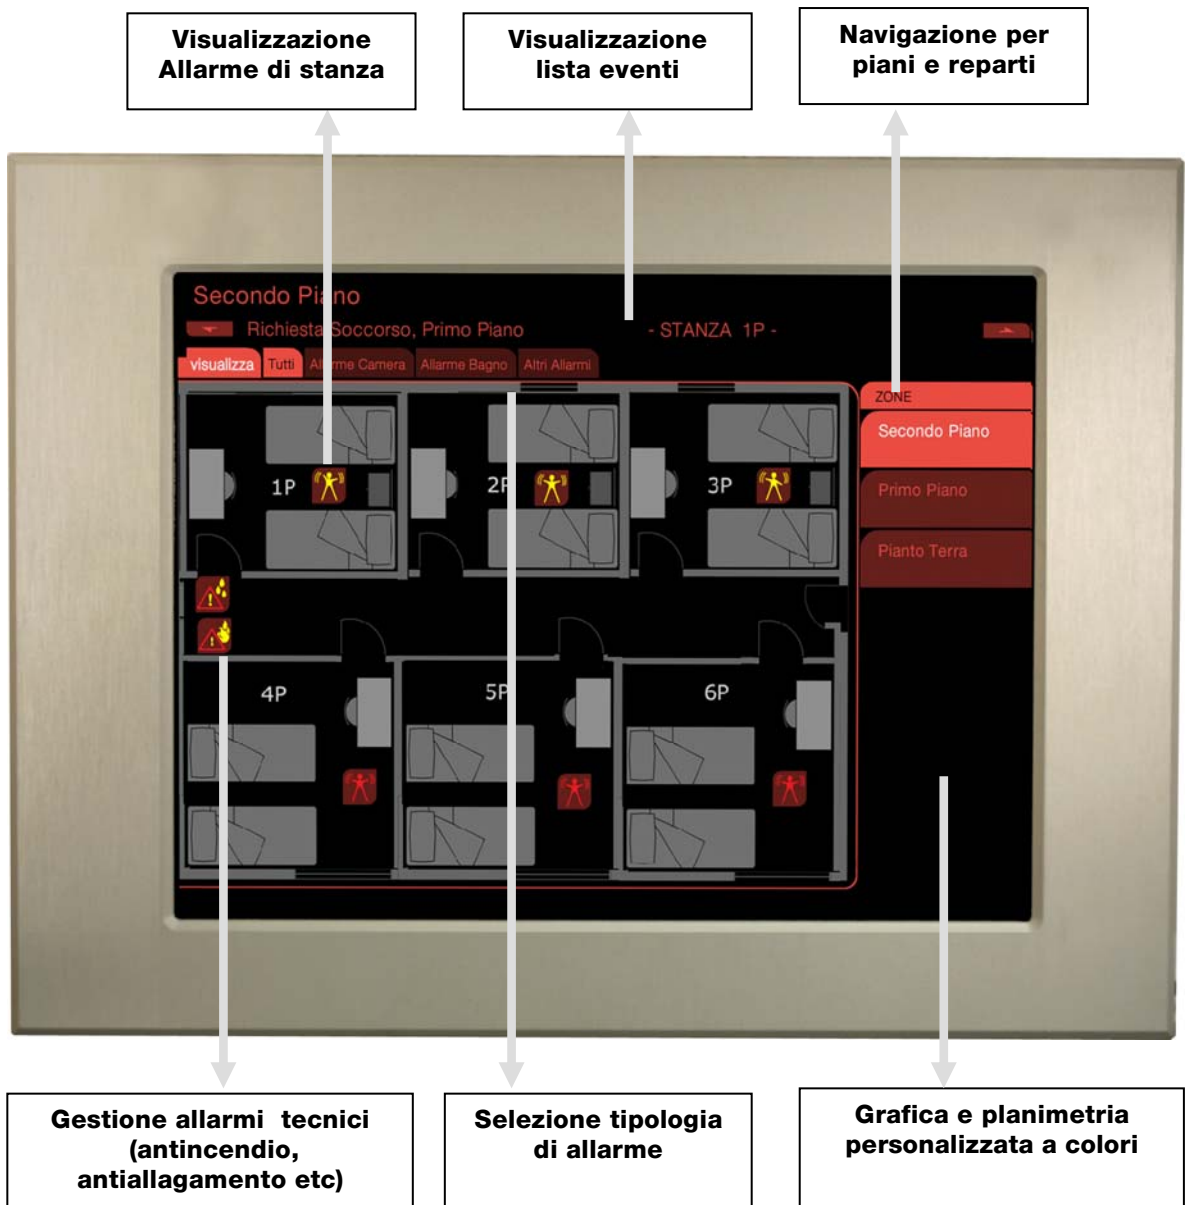 Visualizzazione
Allarme di stanza
Visualizzazione
lista eventi
Navigazione per
piani e reparti
Secondo Piano
Richiesta Soccorso, Primo Piano - STANZA 1P -
visualizza Tutti Allarme Camera Allarme Bagno Altri Allarmi
ZONE
Secondo Piano
Primo Piano
Pianto Terra
1P
2P
3P
4P
5P
6P
Gestione allarmi tecnici
(antincendio,
antiallagamento etc)
Selezione tipologia
di allarme
Grafica e planimetria
personalizzata a colori